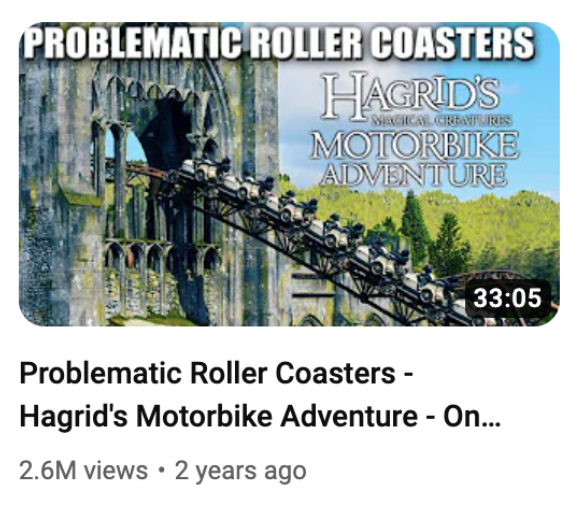 PROBLEMATIC ROLLER COASTERS
HAGRID'S
MAGICAL CREATURES
MOTORBIKE
ADVENTURE
33:05
Problematic Roller Coasters -
Hagrid's Motorbike Adventure - On...
2.6M views • 2 years ago